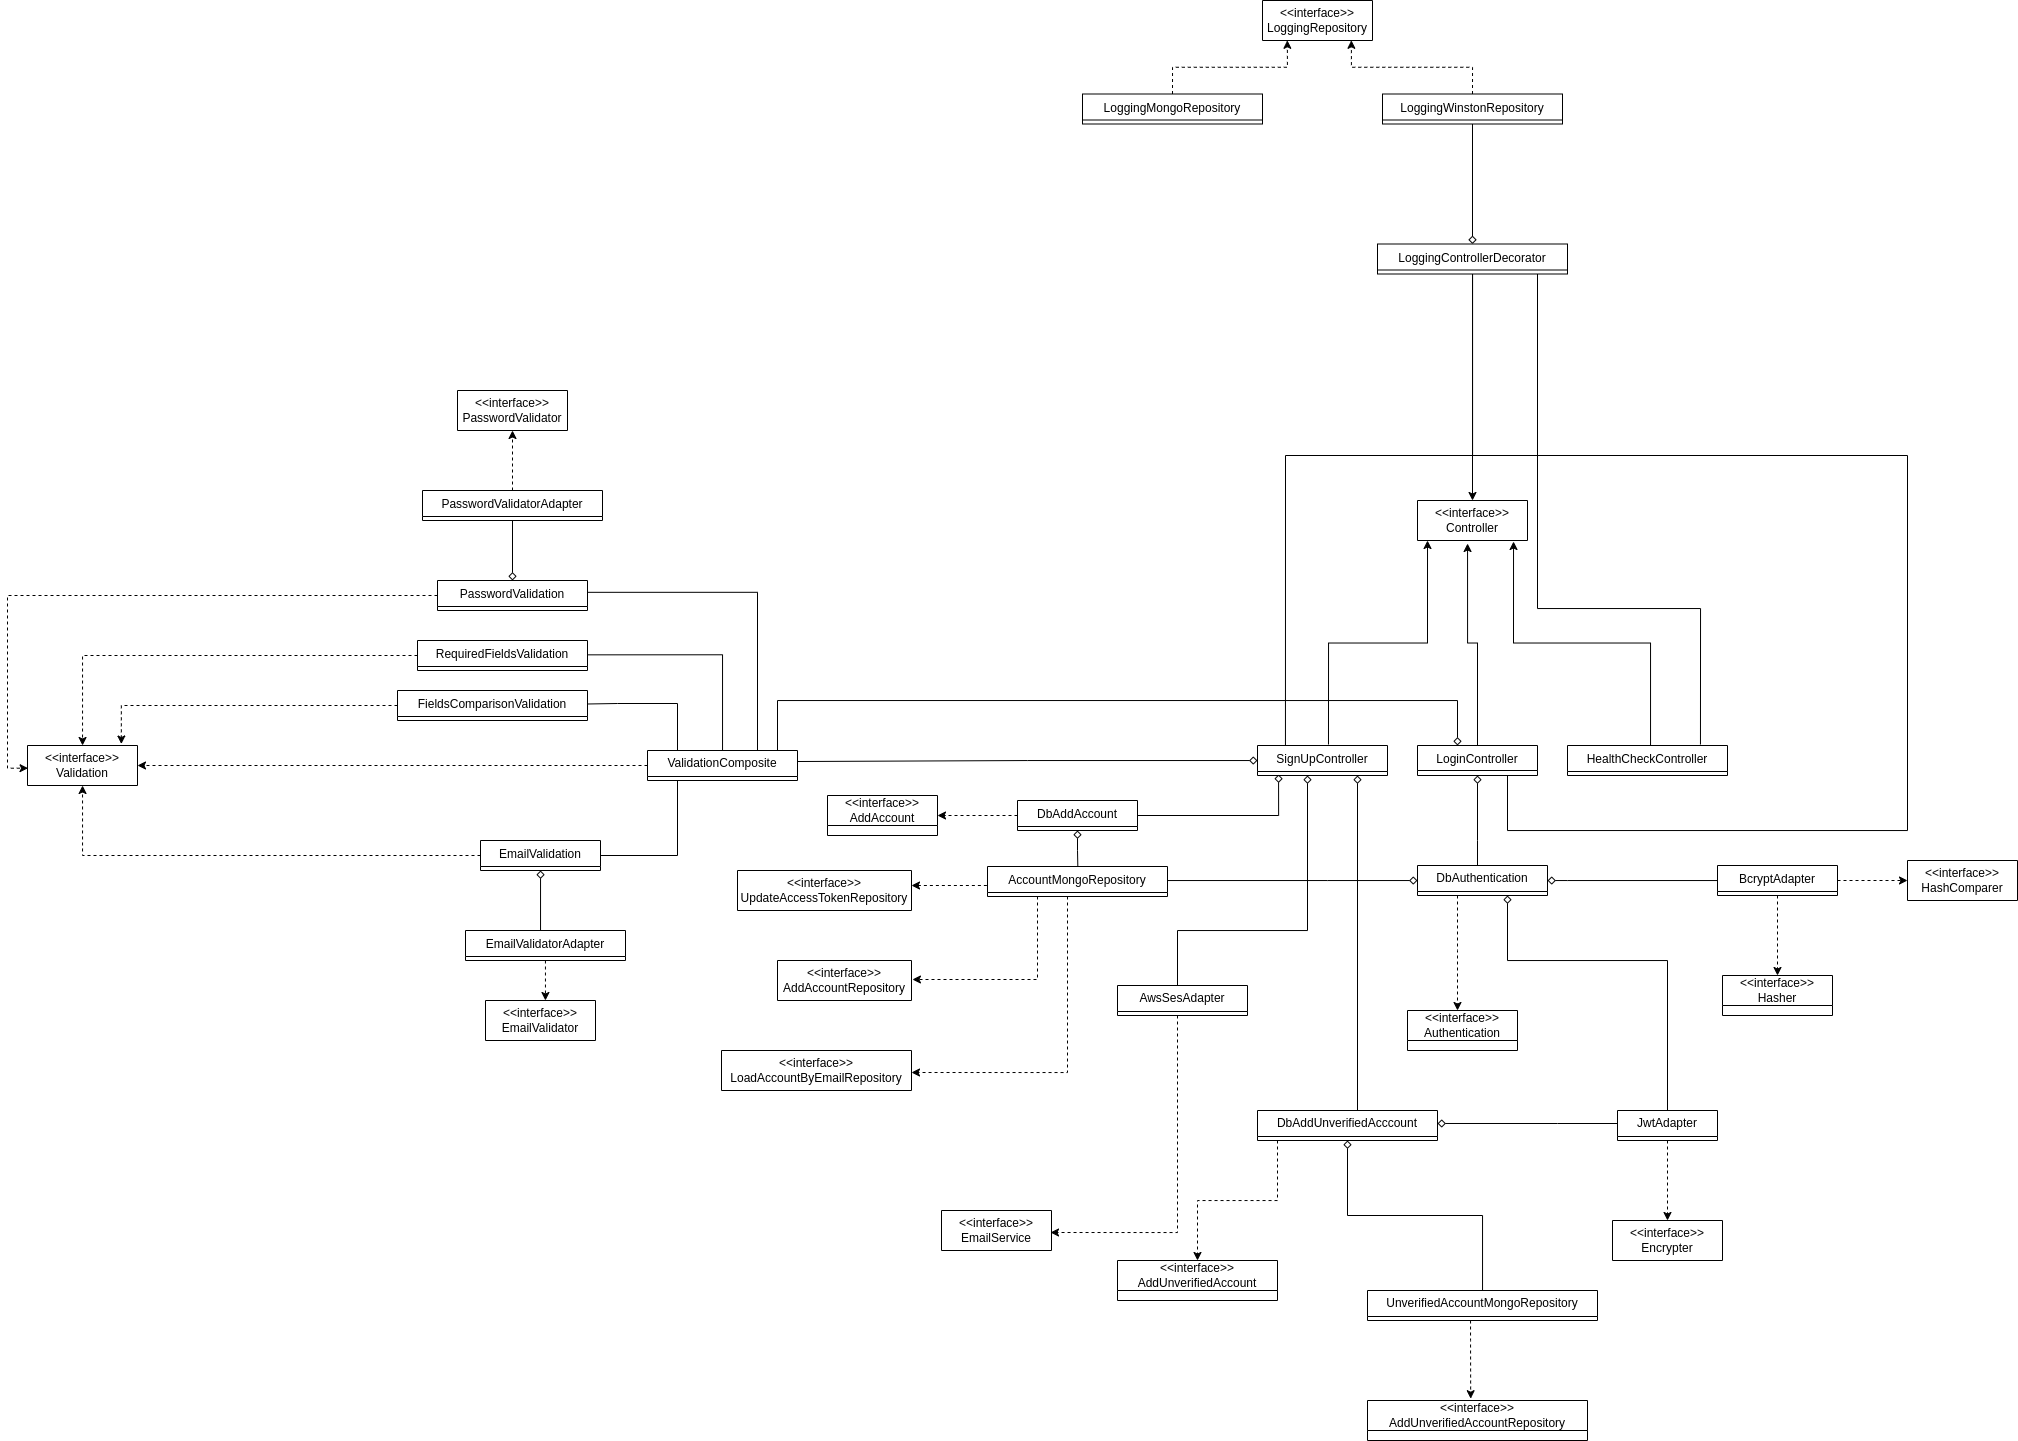 <<interface>>
LoggingRepository
LoggingMongoRepository
LoggingWinstonRepository
LoggingControllerDecorator
<<interface>>
PasswordValidator
PasswordValidatorAdapter
<<interface>>
Controller
PasswordValidation
RequiredFieldsValidation
FieldsComparisonValidation
<<interface>>
Validation
ValidationComposite
SignUpController
LoginController
HealthCheckController
<<interface>>
AddAccount
DbAddAccount
EmailValidation
<<interface>>
UpdateAccessTokenRepository
AccountMongoRepository
DbAuthentication
BcryptAdapter
<<interface>>
HashComparer
EmailValidatorAdapter
<<interface>>
AddAccountRepository
AwsSesAdapter
<<interface>>
Hasher
<<interface>>
EmailValidator
<<interface>>
Authentication
<<interface>>
LoadAccountByEmailRepository
DbAddUnverifiedAcccount
JwtAdapter
<<interface>>
EmailService
<<interface>>
Encrypter
<<interface>>
AddUnverifiedAccount
UnverifiedAccountMongoRepository
<<interface>>
AddUnverifiedAccountRepository